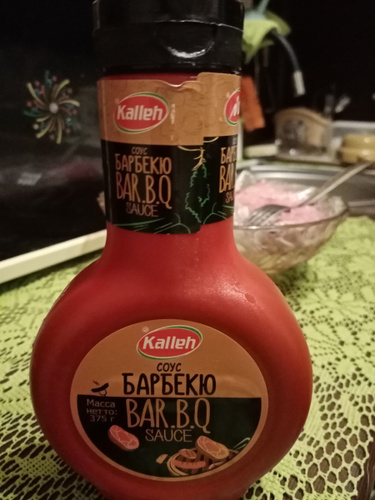 Kalleh
соус
БАРБЕКЮ
BAR.B.Q
SAUCE
Kalleh
соус
БАРБЕКЮ
Масса
нетто:
375 г
BAR.B.Q
SAUCE